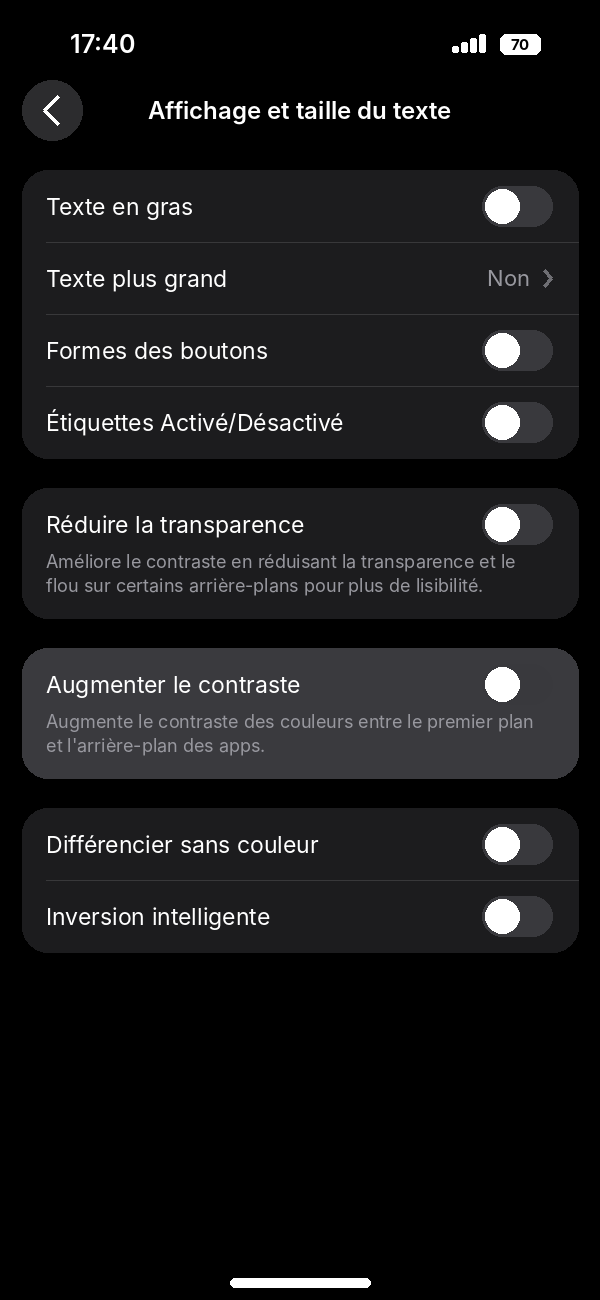 17:40
70
Affichage et taille du texte
Texte en gras
Texte plus grand
Non
Formes des boutons
Étiquettes Activé/Désactivé
Réduire la transparence
Améliore le contraste en réduisant la transparence et le
flou sur certains arrière-plans pour plus de lisibilité.
Augmenter le contraste
Augmente le contraste des couleurs entre le premier plan
et l'arrière-plan des apps.
Différencier sans couleur
Inversion intelligente